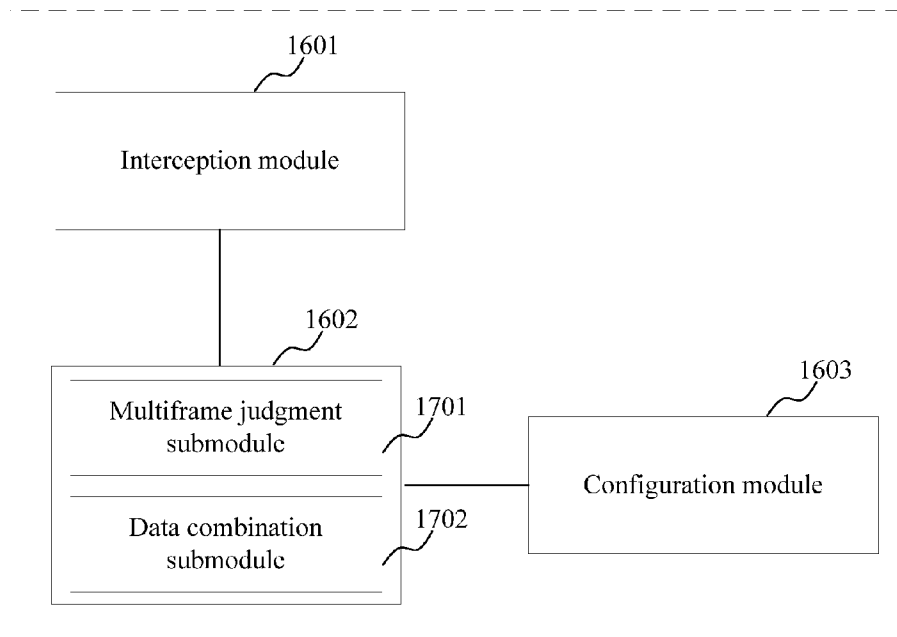 1601
Interception module
1602
1603
Multiframe judgment
submodule
1701
Configuration module
Data combination
submodule
1702